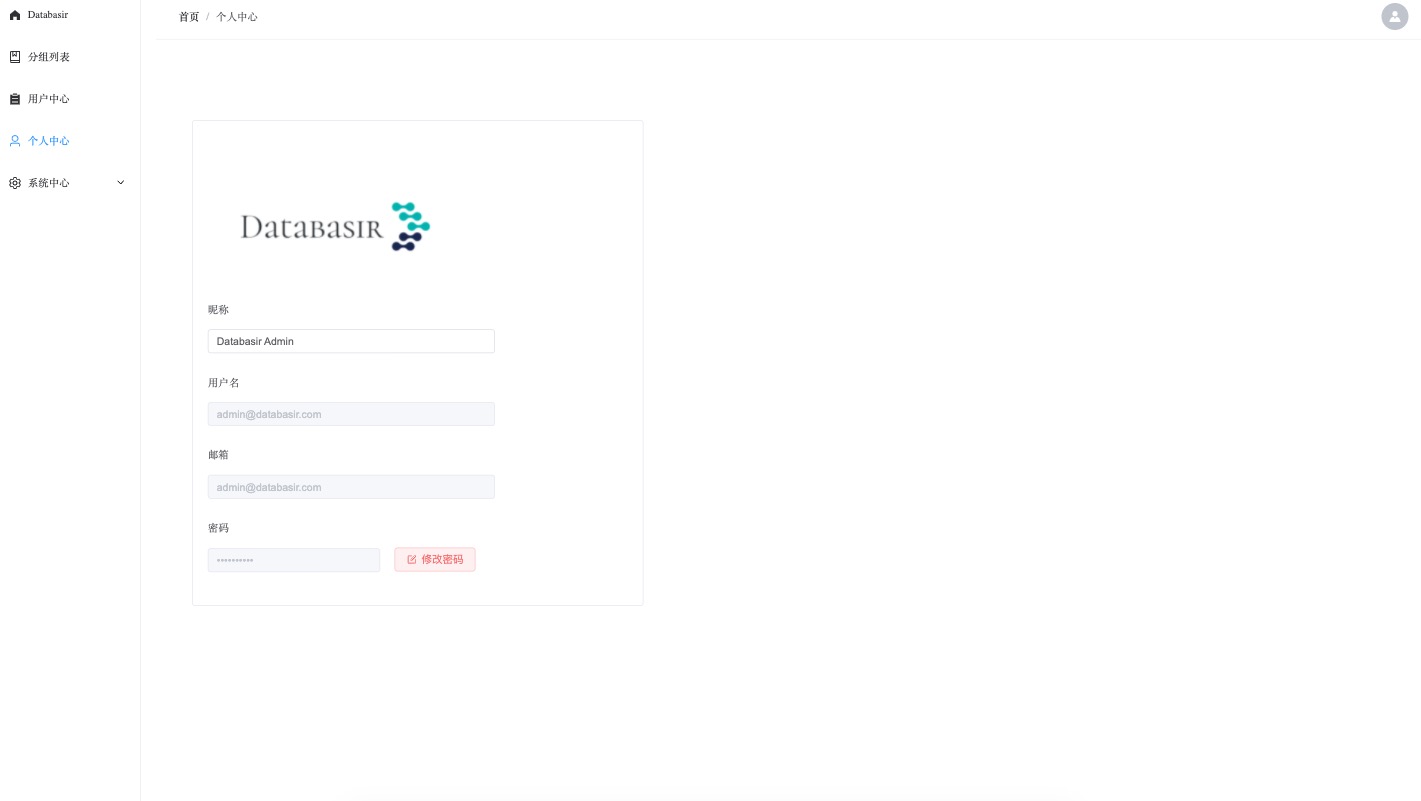 Databasir
分组列表
用户中心
个人中心
系统中心
首页 / 个人中心
DATABASIR
昵称
Databasir Admin
用户名
admin@databasir.com
邮箱
admin@databasir.com
密码
••••••••••
修改密码